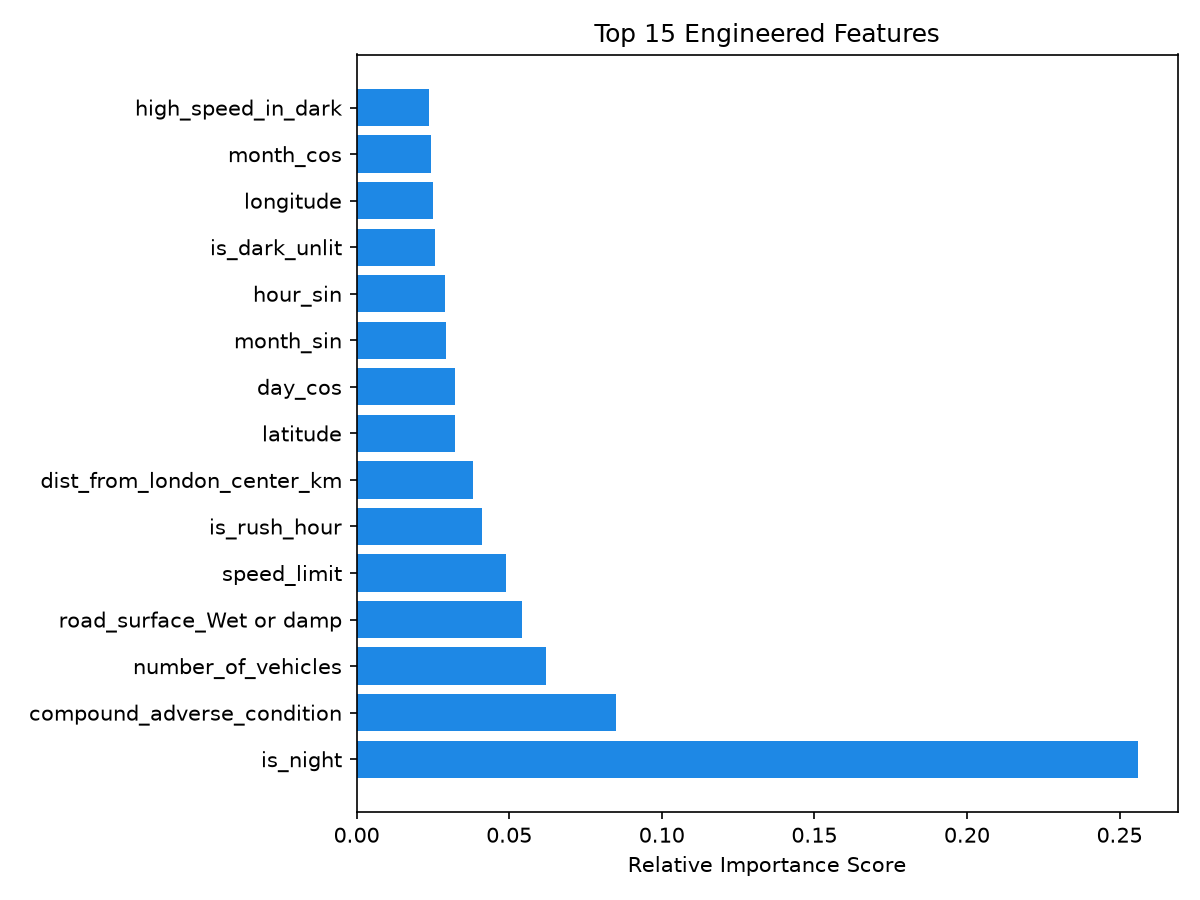 Top 15 Engineered Features
high_speed_in_dark
month_cos
longitude
is_dark_unlit
hour_sin
month_sin
day_cos
latitude
dist_from_london_center_km
is_rush_hour
speed_limit
road_surface_Wet or damp
number_of_vehicles
compound_adverse_condition
is_night
0.00 0.05 0.10 0.15 0.20 0.25
Relative Importance Score